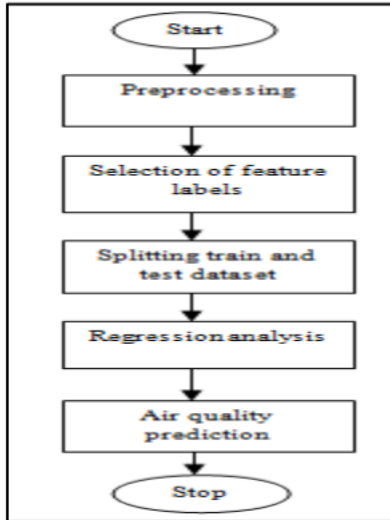 Start
Preprocessing
Selection of feature
labels
Splitting train and
test dataset
Regression analysis
Air quality
prediction
Stop